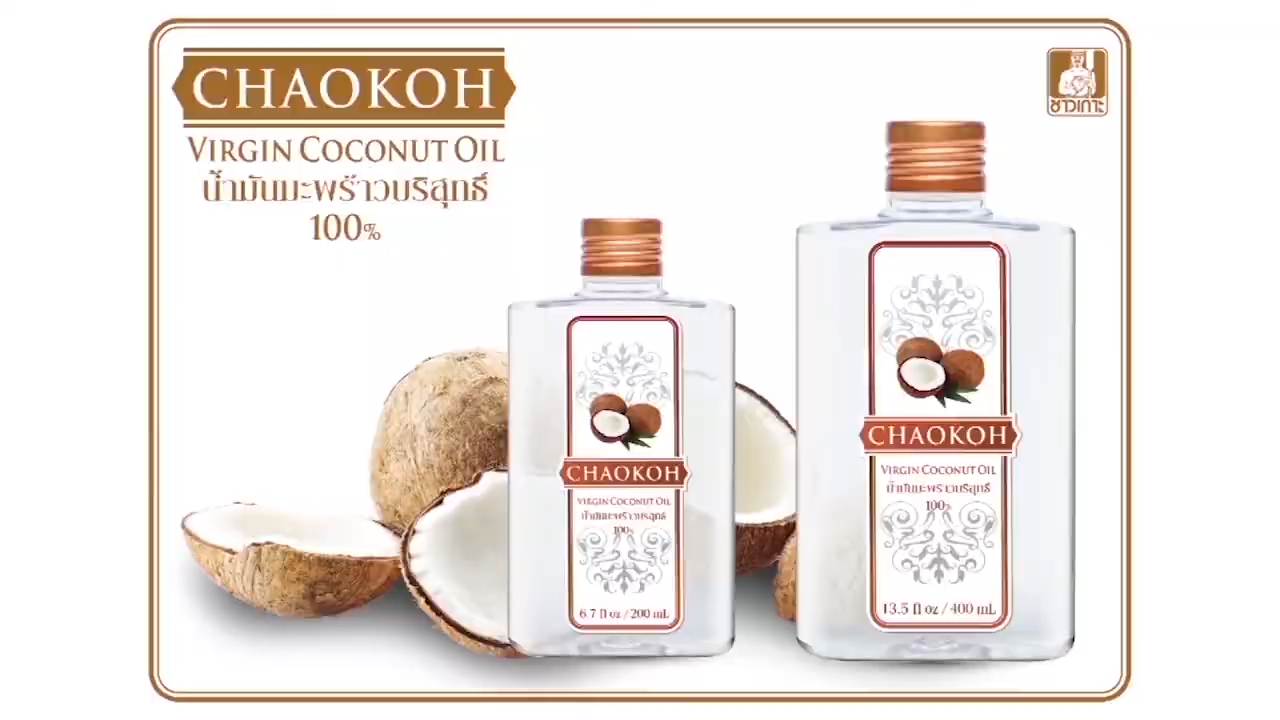 CHAOKOH
VIRGIN COCONUT OIL
น้ำมันมะพร้าวบริสุทธิ์
100%
ชาวเกาะ
CHAOKOH
VIRGIN COCONUT OIL
น้ำมันมะพร้าวบริสุทธิ์
100%
6.7 fl oz / 200 mL
CHAOKOH
VIRGIN COCONUT OIL
น้ำมันมะพร้าวบริสุทธิ์
100%
13.5 fl oz / 400 mL